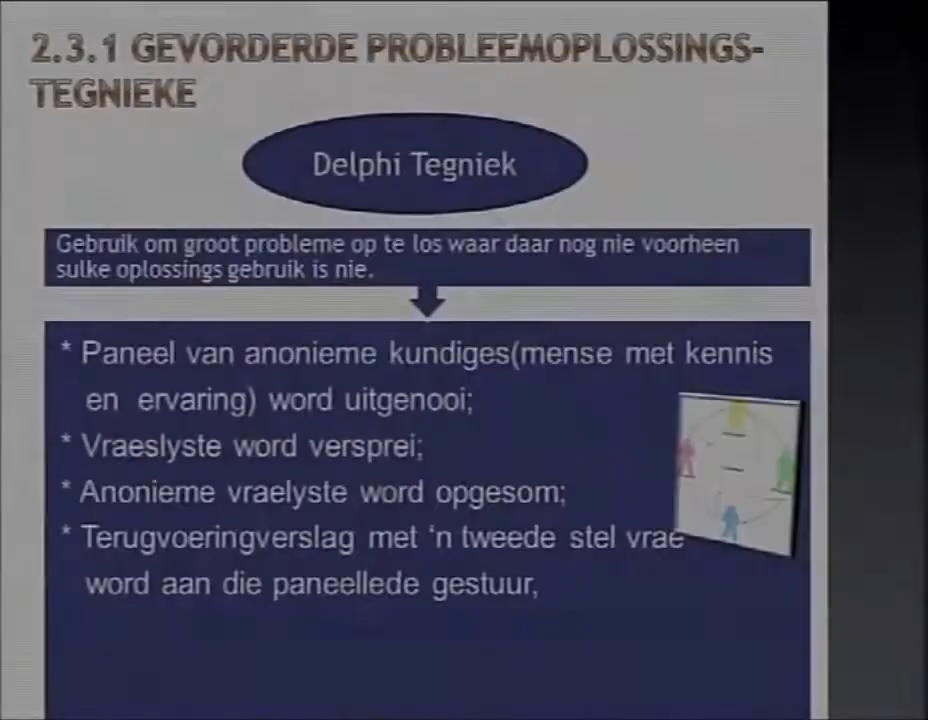 2.3.1 GEVORDERDE PROBLEEMOPLOSSINGS-
TEGNIEKE
Delphi Tegniek
Gebruik om groot probleme op te los waar daar nog nie voorheen
sulke oplossings gebruik is nie.
* Paneel van anonieme kundiges(mense met kennis
en ervaring) word uitgenooi;
* Vraeslyste word versprei;
* Anonieme vraelyste word opgesom;
* Terugvoeringverslag met ‘n tweede stel vrae
word aan die paneellede gestuur,